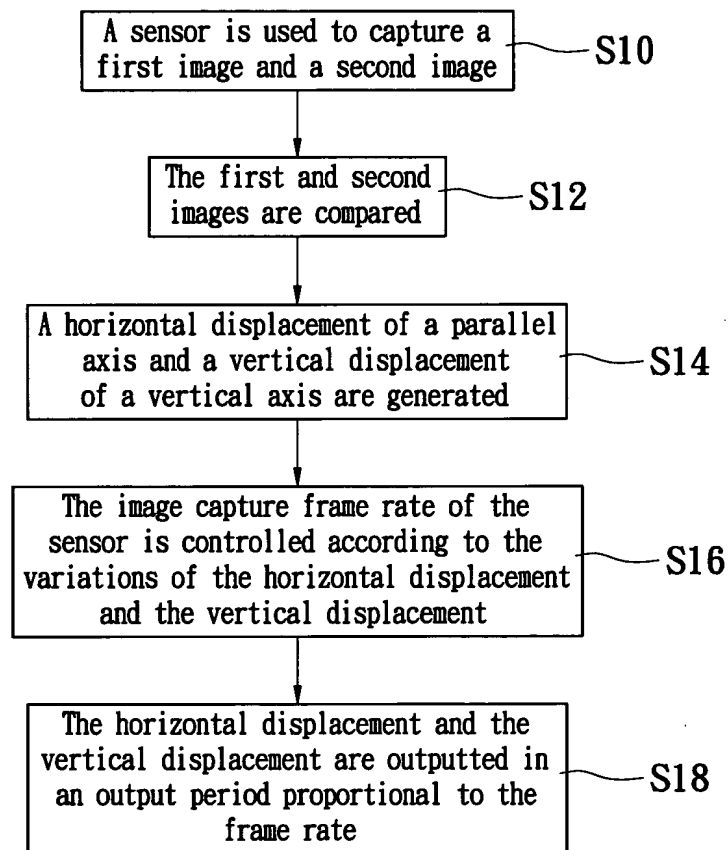 A sensor is used to capture a
first image and a second image
S10
The first and second
images are compared
S12
A horizontal displacement of a parallel
axis and a vertical displacement
of a vertical axis are generated
S14
The image capture frame rate of the
sensor is controlled according to the
variations of the horizontal displacement
and the vertical displacement
S16
The horizontal displacement and the
vertical displacement are outputted in
an output period proportional to the
frame rate
S18